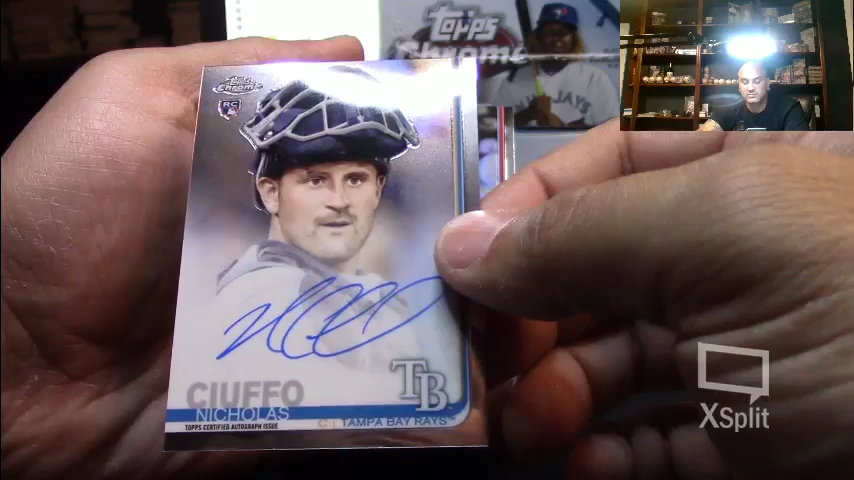 Topps
Chrome
Topps
Chrome
RC
JAYS
CIUFFO
NICHOLAS
TB
TOPPS CERTIFIED AUTOGRAPH ISSUE
C | TAMPA BAY RAYS
XSplit